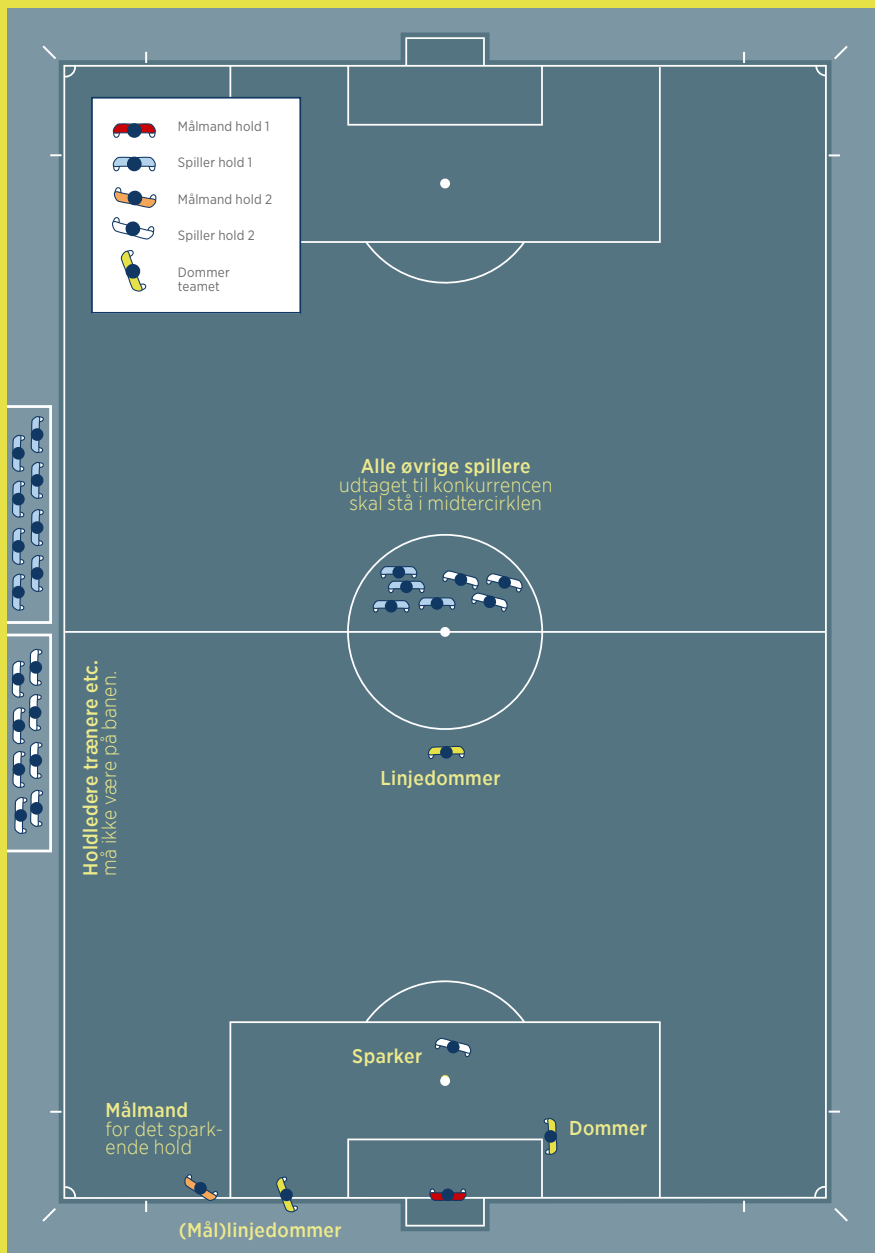 Målmand hold 1
Spiller hold 1
Målmand hold 2
Spiller hold 2
Dommer
teamet
Alle øvrige spillere
udtaget til konkurrencen
skal stå i midtercirklen
Holdledere trænere etc.
må ikke være på banen.
Linjedommer
Sparker
Målmand
for det spark-
ende hold
Dommer
(Mål)linjedommer